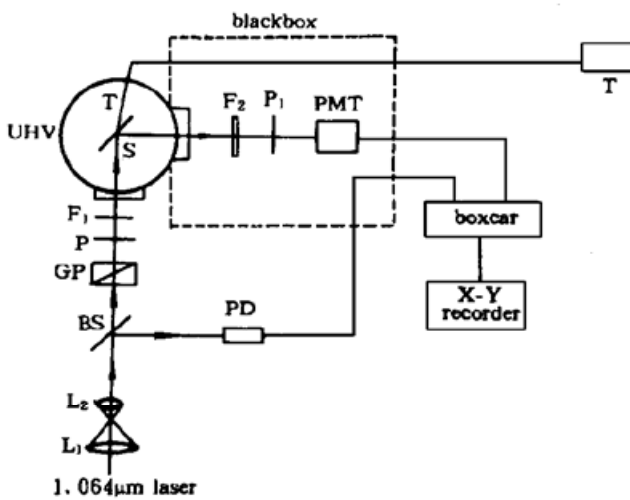 blackbox
T
UHV
S
F₂
P₁
PMT
T
F₁
P
GP
boxcar
X-Y
recorder
BS
PD
L₂
L₁
1.064μm laser